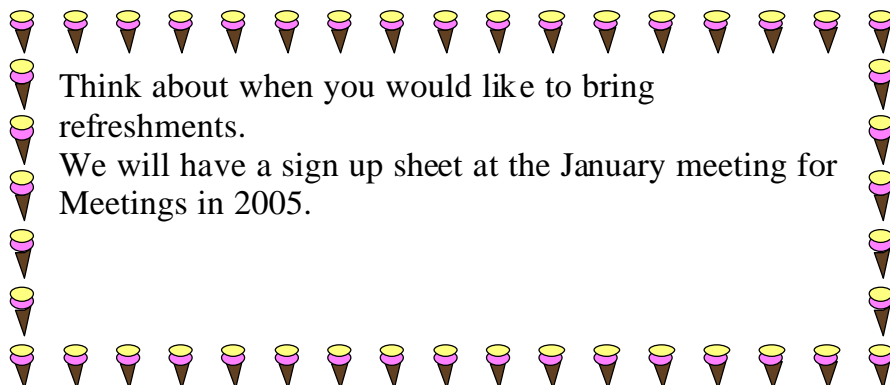 Think about when you would like to bring
refreshments.
We will have a sign up sheet at the January meeting for
Meetings in 2005.